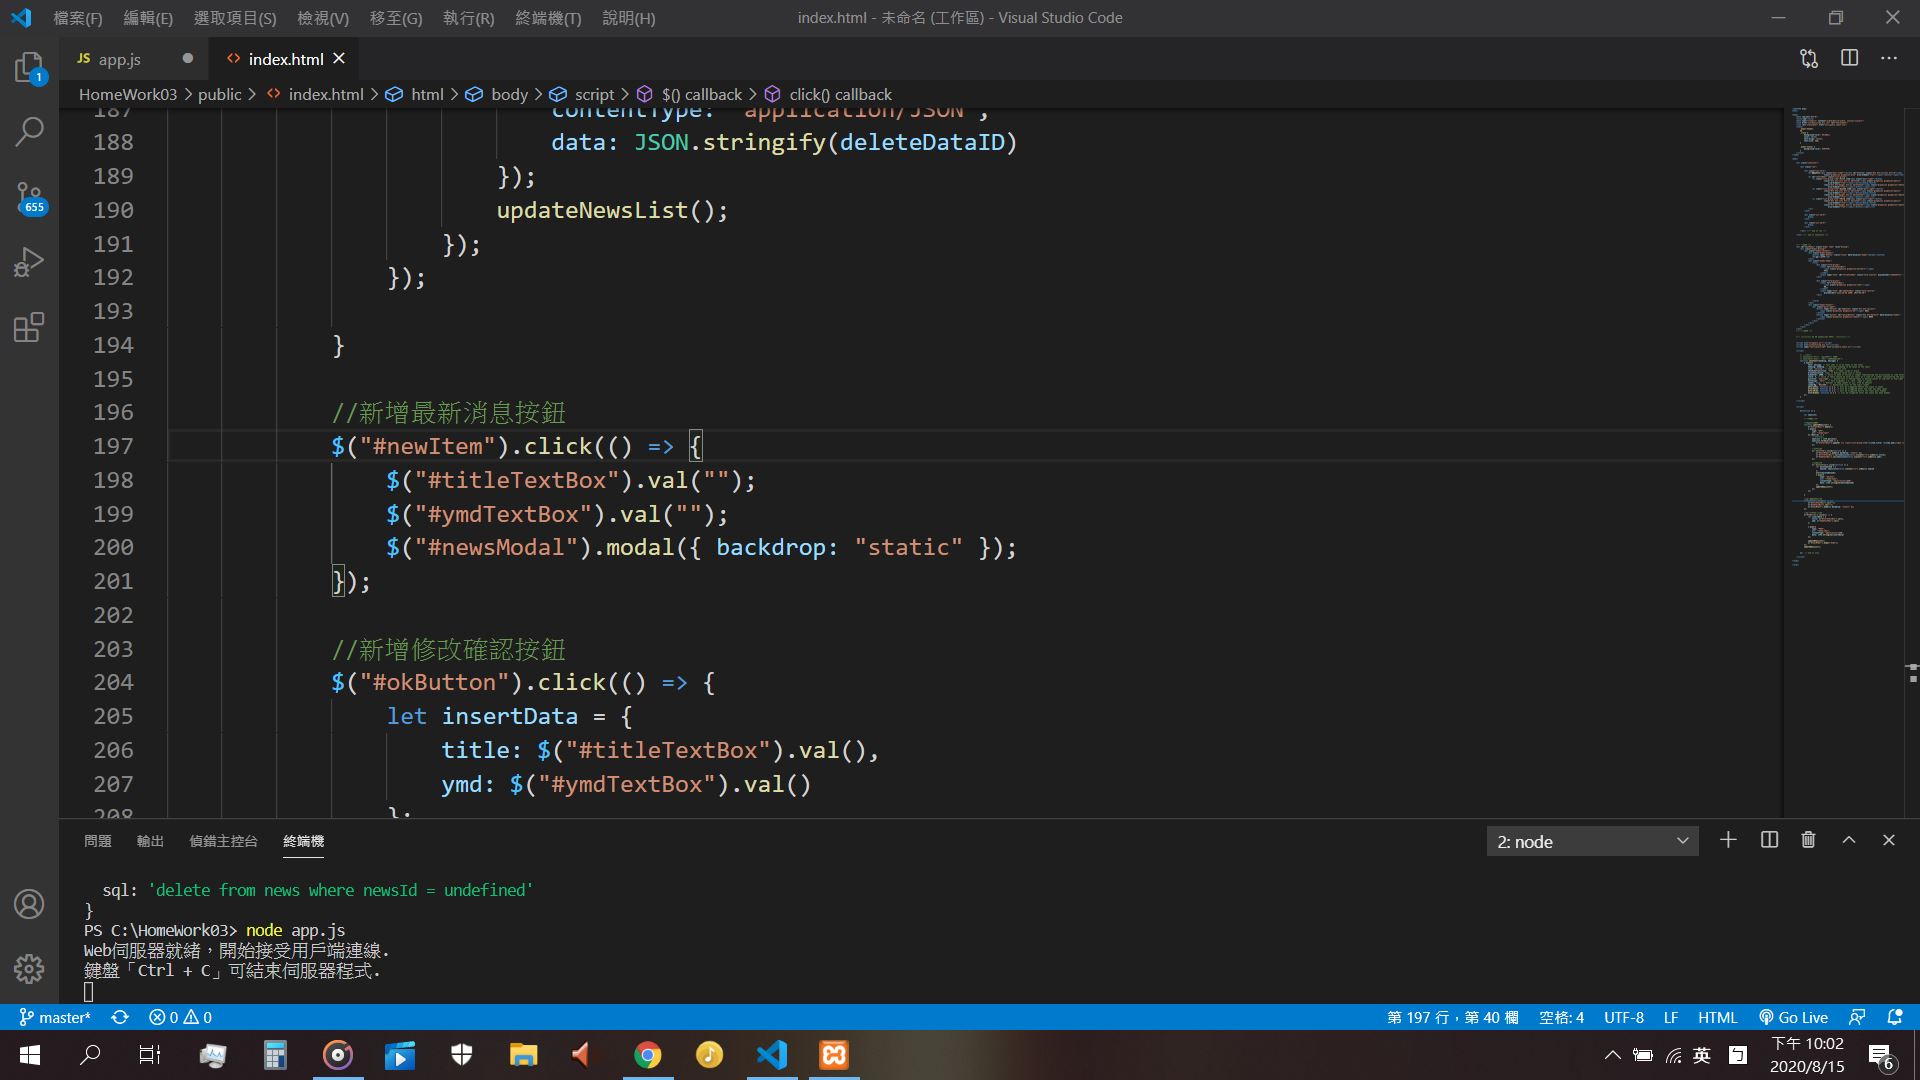 檔案(F) 編輯(E) 選取項目(S) 檢視(V) 移至(G) 執行(R) 終端機(T) 說明(H) index.html - 未命名 (工作區) - Visual Studio Code
JS app.js index.html
1
HomeWork03 > public > index.html > html > body > script > $() callback > click() callback
187 contentType: "application/JSON",
188 data: JSON.stringify(deleteDataID)
189 });
190 updateNewsList();
191 });
192 });
193
194 }
195
196 //新增最新消息按鈕
197 $("#newItem").click(() => {
198 $("#titleTextBox").val("");
199 $("#ymdTextBox").val("");
200 $("#newsModal").modal({ backdrop: "static" });
201 });
202
203 //新增修改確認按鈕
204 $("#okButton").click(() => {
205 let insertData = {
206 title: $("#titleTextBox").val(),
207 ymd: $("#ymdTextBox").val()
208 };
655
問題 輸出 偵錯主控台 終端機 2: node
sql: 'delete from news where newsId = undefined'
}
PS C:\HomeWork03> node app.js
Web伺服器就緒，開始接受用戶端連線.
鍵盤「Ctrl + C」可結束伺服器程式.
master* 0 0 第 197 行，第 40 欄 空格: 4 UTF-8 LF HTML Go Live
英 下午 10:02
2020/8/15
6